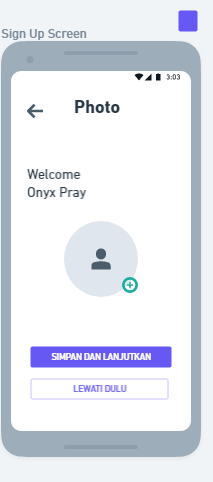 Sign Up Screen
3:03
Photo
Welcome
Onyx Pray
SIMPAN DAN LANJUTKAN
LEWATI DULU